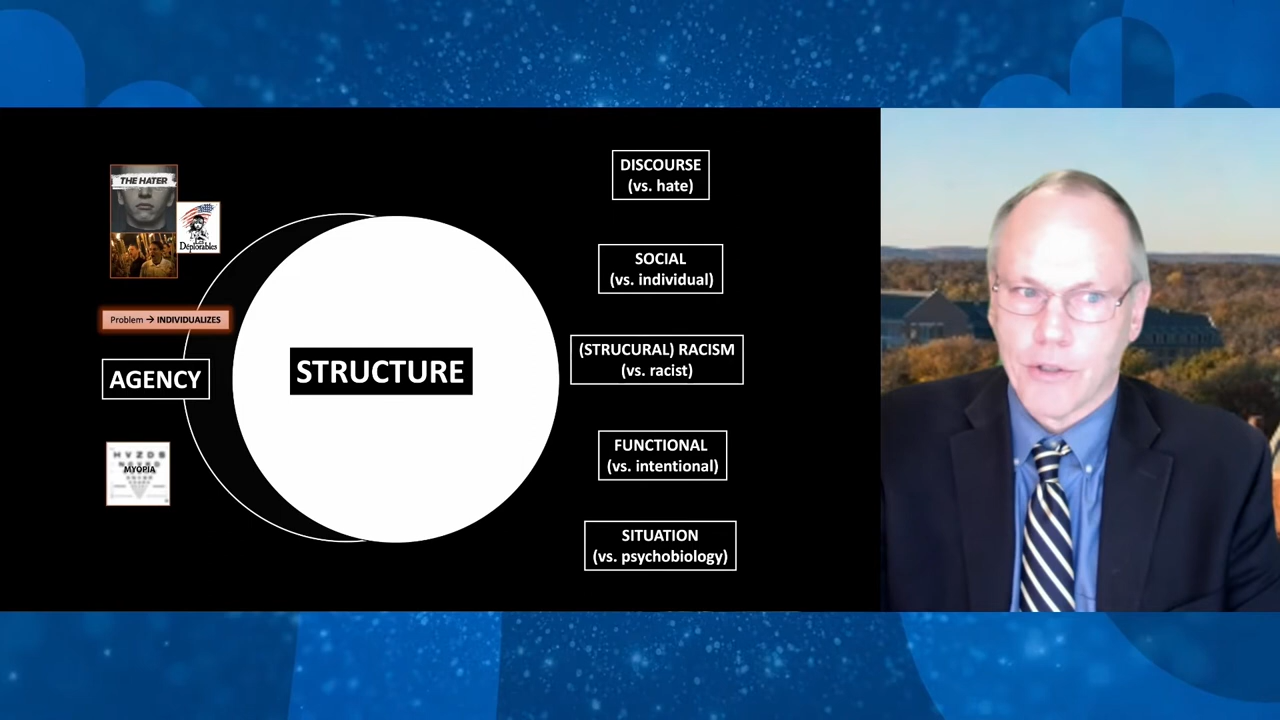 THE HATER
Déplorables
Problem → INDIVIDUALIZES
AGENCY
H V Z D S
MYOPIA
STRUCTURE
DISCOURSE
(vs. hate)
SOCIAL
(vs. individual)
(STRUCURAL) RACISM
(vs. racist)
FUNCTIONAL
(vs. intentional)
SITUATION
(vs. psychobiology)